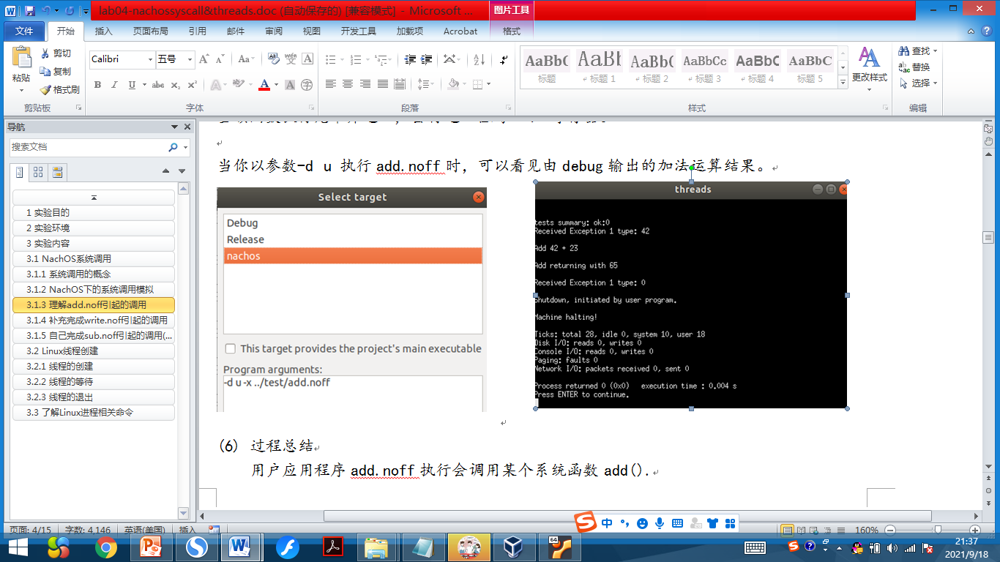 lab04-nachossyscall&threads.doc (自动保存的) [兼容模式] - Microsoft ...
图片工具
文件 开始 插入 页面布局 引用 邮件 审阅 视图 开发工具 加载项 Acrobat 格式
剪切
复制
格式刷
粘贴
Calibri 五号
AaBbC AaBb AaBb( AaBbCc AaBbC AaBbC
标题 标题 1 标题 2 标题 3 标题 4 标题 5
更改样式
查找
替换
选择
剪贴板 字体 段落 样式 编辑
导航
搜索文档
1 实验目的
2 实验环境
3 实验内容
3.1 NachOS系统调用
3.1.1 系统调用的概念
3.1.2 NachOS下的系统调用模拟
3.1.3 理解add.noff引起的调用
3.1.4 补充完成write.noff引起的调用
3.1.5 自己完成sub.noff引起的调用(...
3.2 Linux线程创建
3.2.1 线程的创建
3.2.2 线程的等待
3.2.3 线程的退出
3.3 了解Linux进程相关命令
当你以参数-d u 执行 add.noff 时，可以看见由 debug 输出的加法运算结果。
Select target
Debug
Release
nachos
This target provides the project's main executable
Program arguments:
-d u -x ../test/add.noff
threads
tests summary: ok:0
Received Exception 1 type: 42
Add 42 + 23
Add returning with 65
Received Exception 1 type: 0
Shutdown, initiated by user program.
Machine halting!
Ticks: total 28, idle 0, system 10, user 18
Disk I/O: reads 0, writes 0
Console I/O: reads 0, writes 0
Paging: faults 0
Network I/O: packets received 0, sent 0
Process returned 0 (0x0) execution time : 0.004 s
Press ENTER to continue.
(6) 过程总结
用户应用程序 add.noff 执行会调用某个系统函数 add().
页面: 4/15 字数: 4,146 英语(美国) 插入
中
160%
64
21:37
2021/9/18